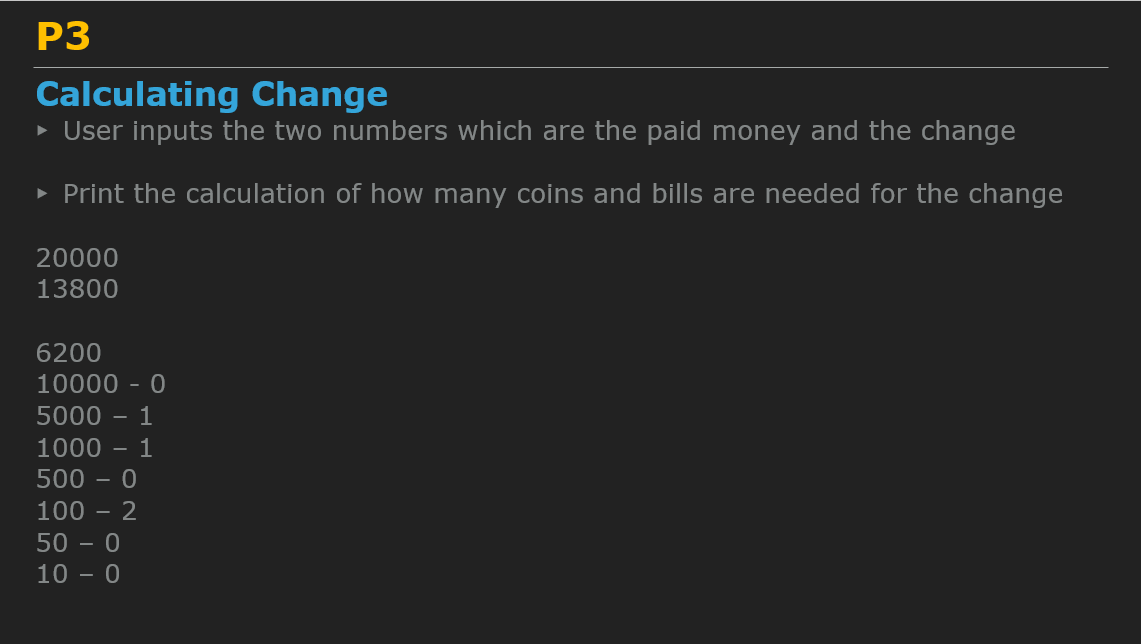 P3
Calculating Change
▸ User inputs the two numbers which are the paid money and the change
▸ Print the calculation of how many coins and bills are needed for the change
20000
13800
6200
10000 - 0
5000 – 1
1000 – 1
500 – 0
100 – 2
50 – 0
10 – 0